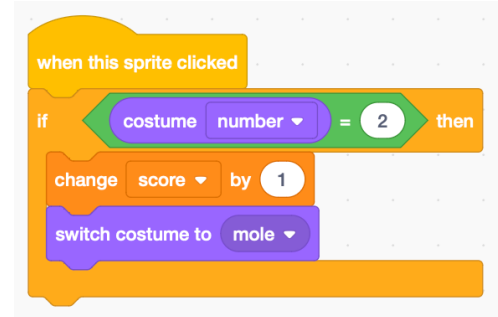 when this sprite clicked
if costume number = 2 then
change score by 1
switch costume to mole